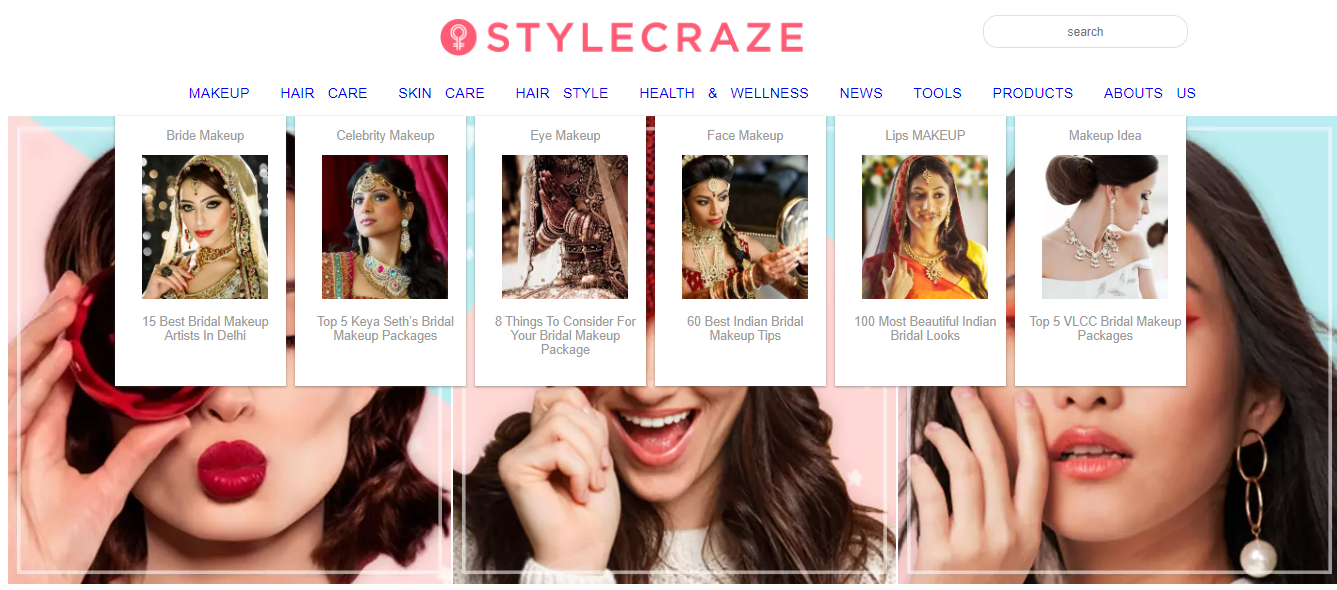 STYLECRAZE
search
MAKEUP HAIR CARE SKIN CARE HAIR STYLE HEALTH & WELLNESS NEWS TOOLS PRODUCTS ABOUTS US
Bride Makeup
15 Best Bridal Makeup
Artists In Delhi
Celebrity Makeup
Top 5 Keya Seth's Bridal
Makeup Packages
Eye Makeup
8 Things To Consider For
Your Bridal Makeup
Package
Face Makeup
60 Best Indian Bridal
Makeup Tips
Lips MAKEUP
100 Most Beautiful Indian
Bridal Looks
Makeup Idea
Top 5 VLCC Bridal Makeup
Packages